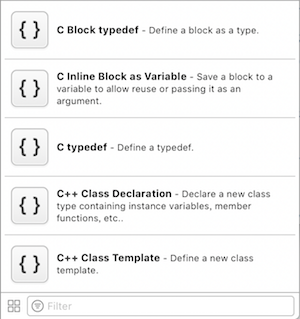 { } C Block typedef - Define a block as a type.
{ } C Inline Block as Variable - Save a block to a
variable to allow reuse or passing it as an
argument.
{ } C typedef - Define a typedef.
{ } C++ Class Declaration - Declare a new class
type containing instance variables, member
functions, etc..
{ } C++ Class Template - Define a new class
template.
Filter